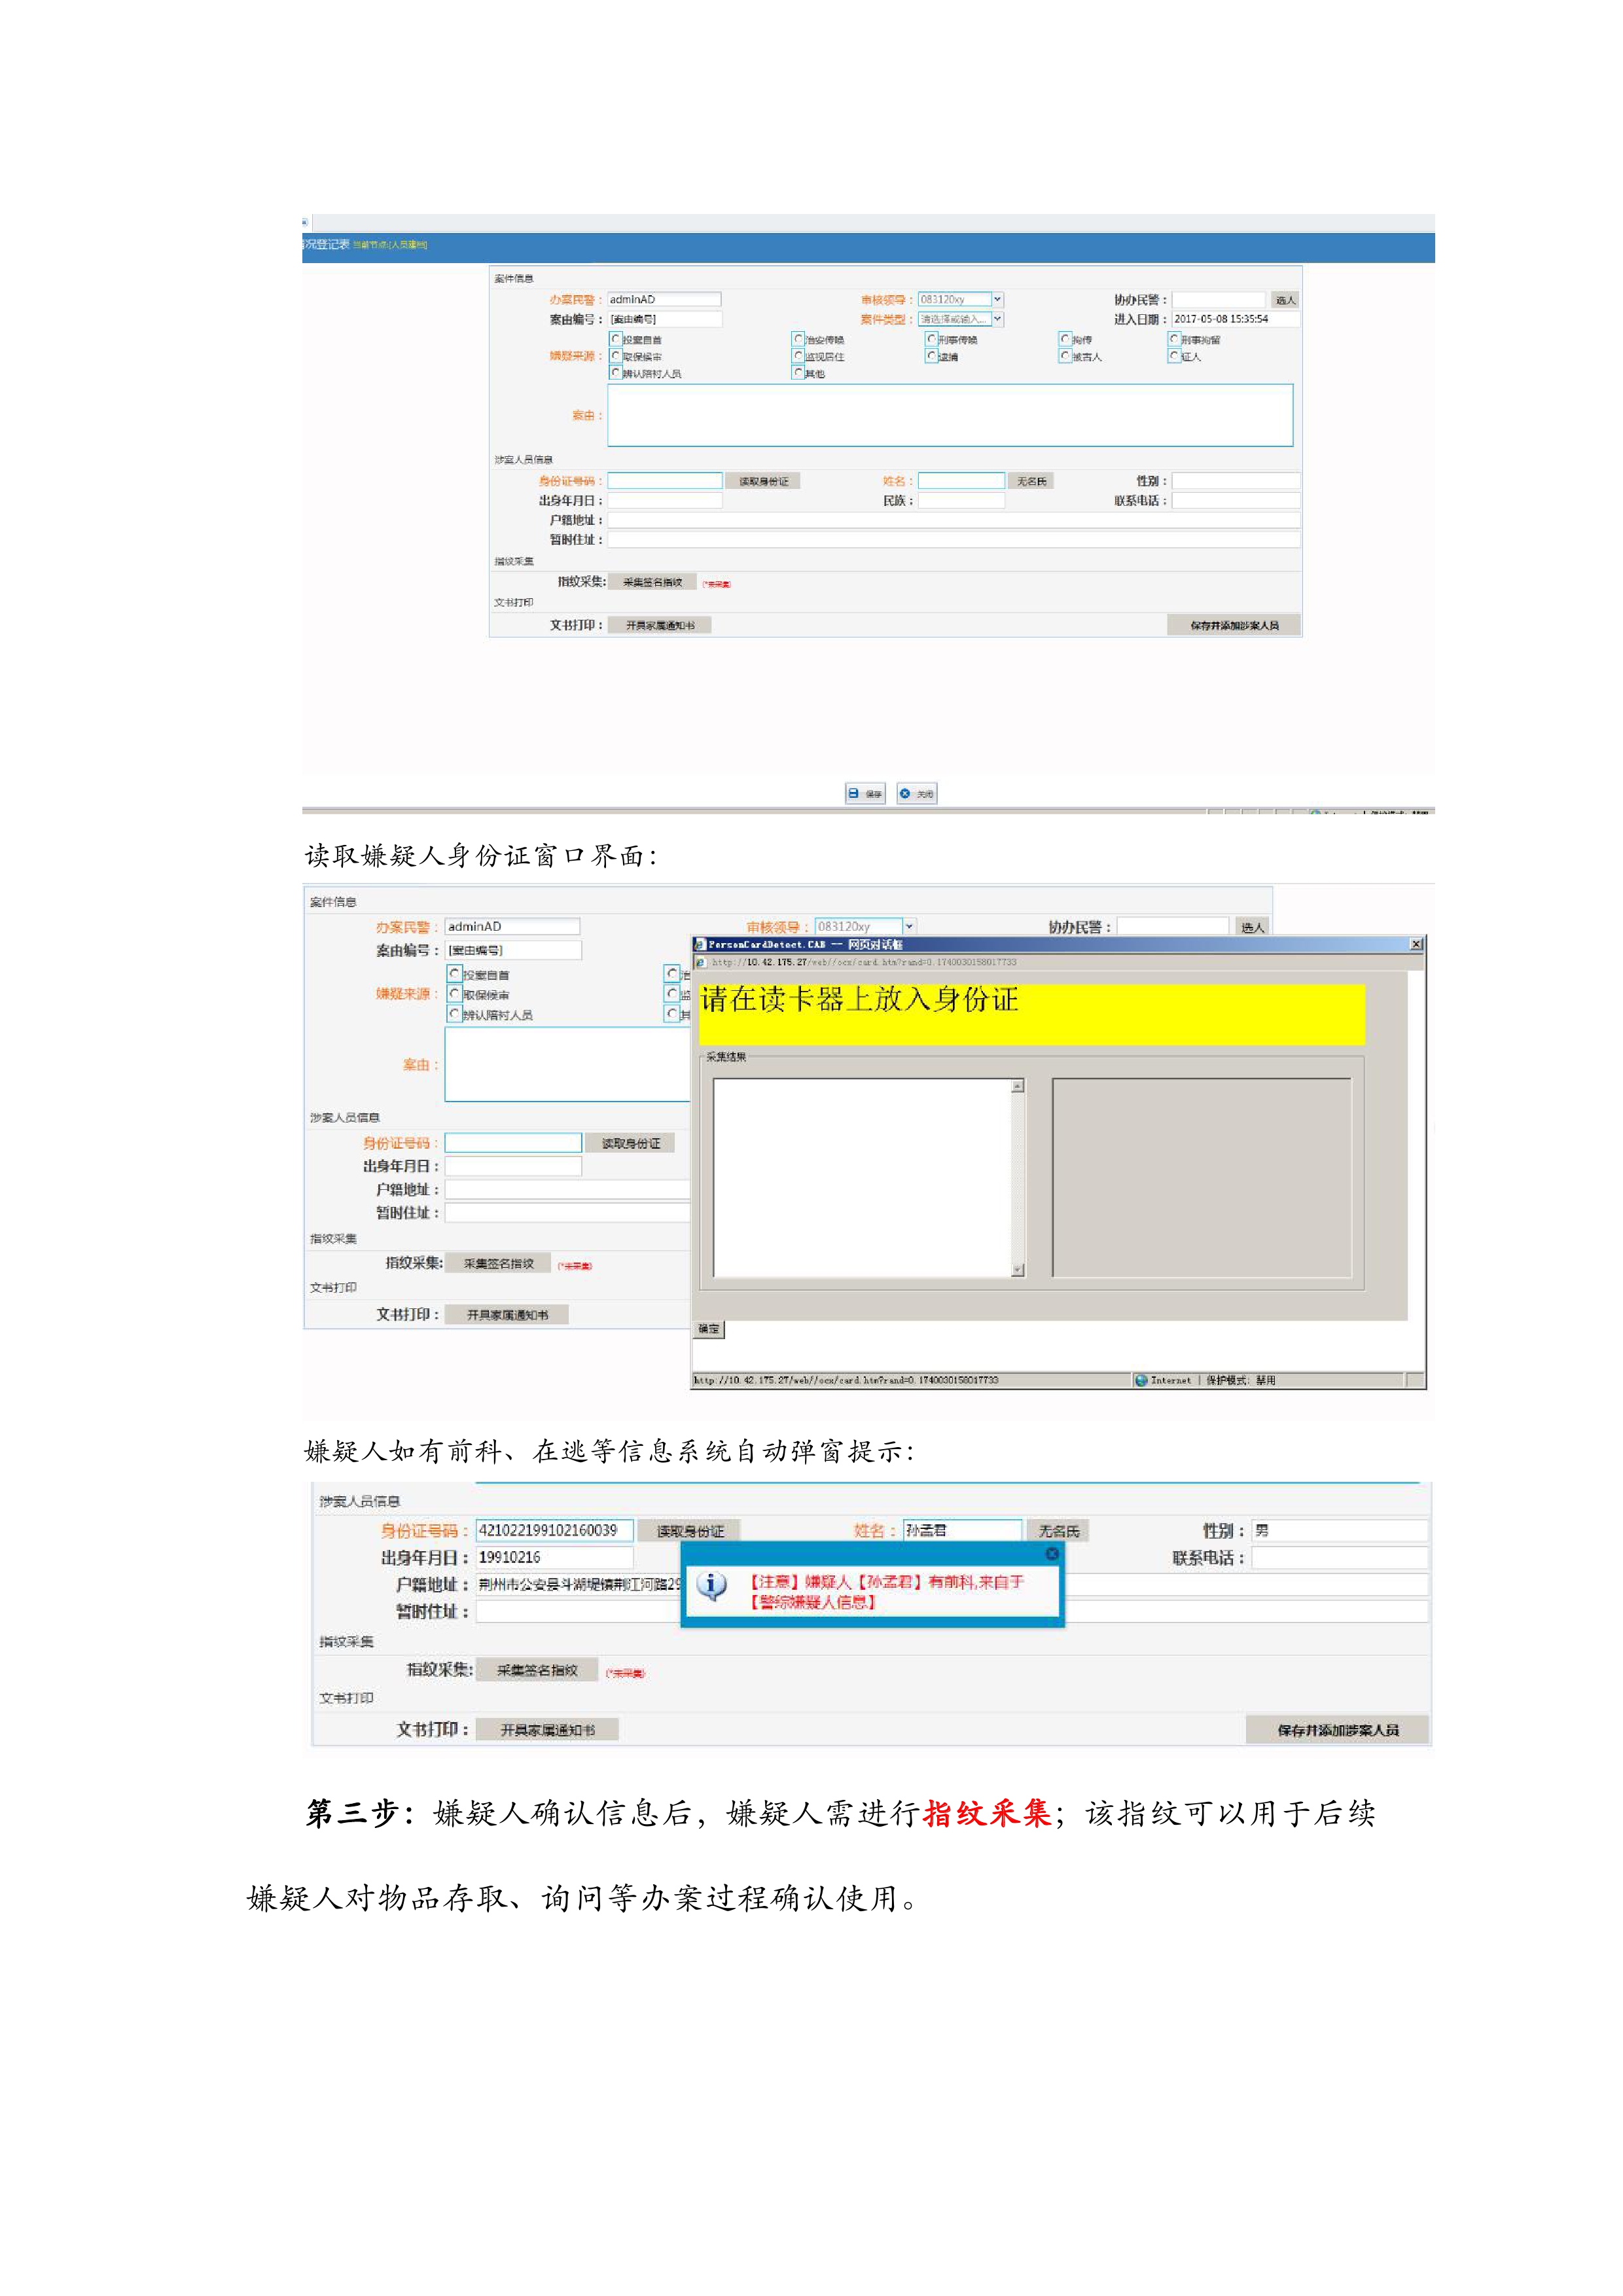 况登记表 当前节点:[人员建档]
案件信息
办案民警： adminAD 审核领导： 083120xy 协办民警： 选人
案由编号： [案由编号] 案件类型： 请选择或输入... 进入日期： 2017-05-08 15:35:54
投案自首 治安传唤 刑事传唤 拘传 刑事拘留
嫌疑来源： 取保候审 监视居住 逮捕 被害人 证人
辨认陪衬人员 其他
案由：
涉案人员信息
身份证号码： 读取身份证 姓名： 无名氏 性别：
出身年月日： 民族： 联系电话：
户籍地址：
暂时住址：
指纹采集
指纹采集: 采集签名指纹 (*未采集)
文书打印
文书打印： 开具家属通知书 保存并添加涉案人员
保存 关闭
读取嫌疑人身份证窗口界面：
案件信息
办案民警： adminAD 审核领导： 083120xy 协办民警： 选人
案由编号： [案由编号]
投案自首
嫌疑来源： 取保候审 监
辨认陪衬人员 其
案由：
涉案人员信息
身份证号码： 读取身份证
出身年月日：
户籍地址：
暂时住址：
指纹采集
指纹采集: 采集签名指纹 (*未采集)
文书打印
文书打印： 开具家属通知书
PersonCardDetect.CAB -- 网页对话框
http://10.42.175.27/web//ocx/card.htm?rand=0.1740030158017733
请在读卡器上放入身份证
采集结果
确定
http://10.42.175.27/web//ocx/card.htm?rand=0.1740030158017733 Internet | 保护模式: 禁用
嫌疑人如有前科、在逃等信息系统自动弹窗提示：
涉案人员信息
身份证号码： 421022199102160039 读取身份证 姓名： 孙孟君 无名氏 性别： 男
出身年月日： 19910216 联系电话：
户籍地址： 荆州市公安县斗湖堤镇荆江河路29
暂时住址：
【注意】嫌疑人【孙孟君】有前科,来自于
【警综嫌疑人信息】
指纹采集
指纹采集: 采集签名指纹 (*未采集)
文书打印
文书打印： 开具家属通知书 保存并添加涉案人员
第三步：嫌疑人确认信息后，嫌疑人需进行指纹采集；该指纹可以用于后续
嫌疑人对物品存取、询问等办案过程确认使用。